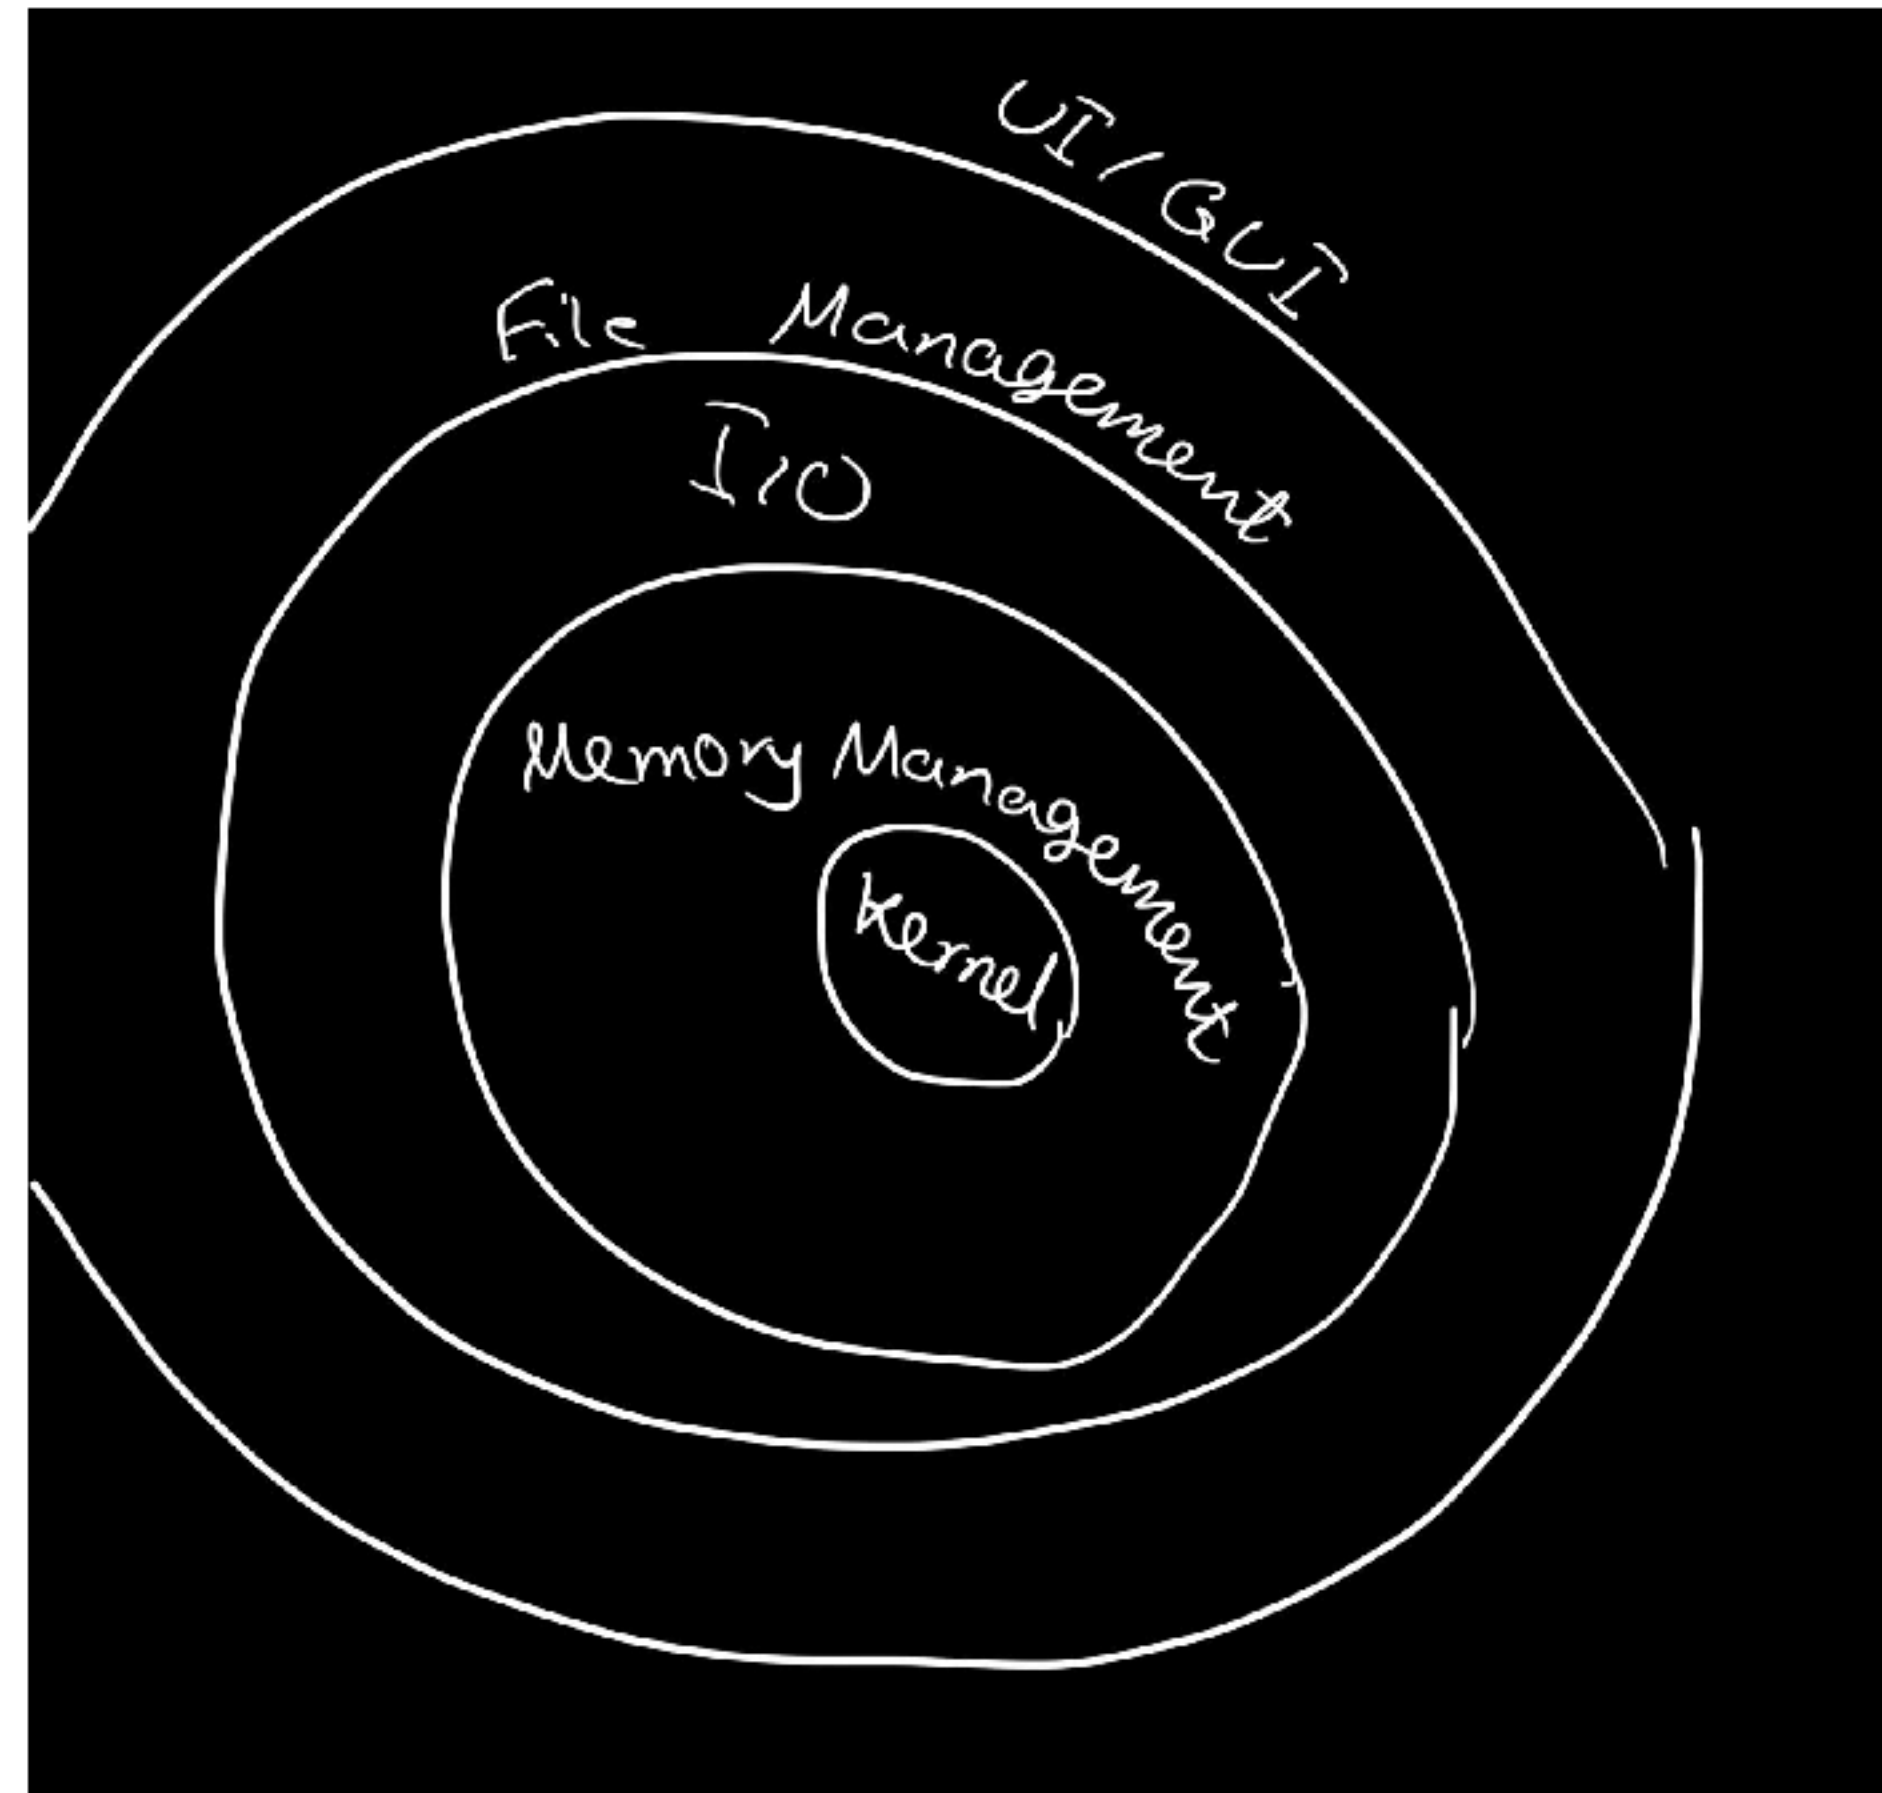 UI/GUI
File Management
I/O
Memory Management
Kernel